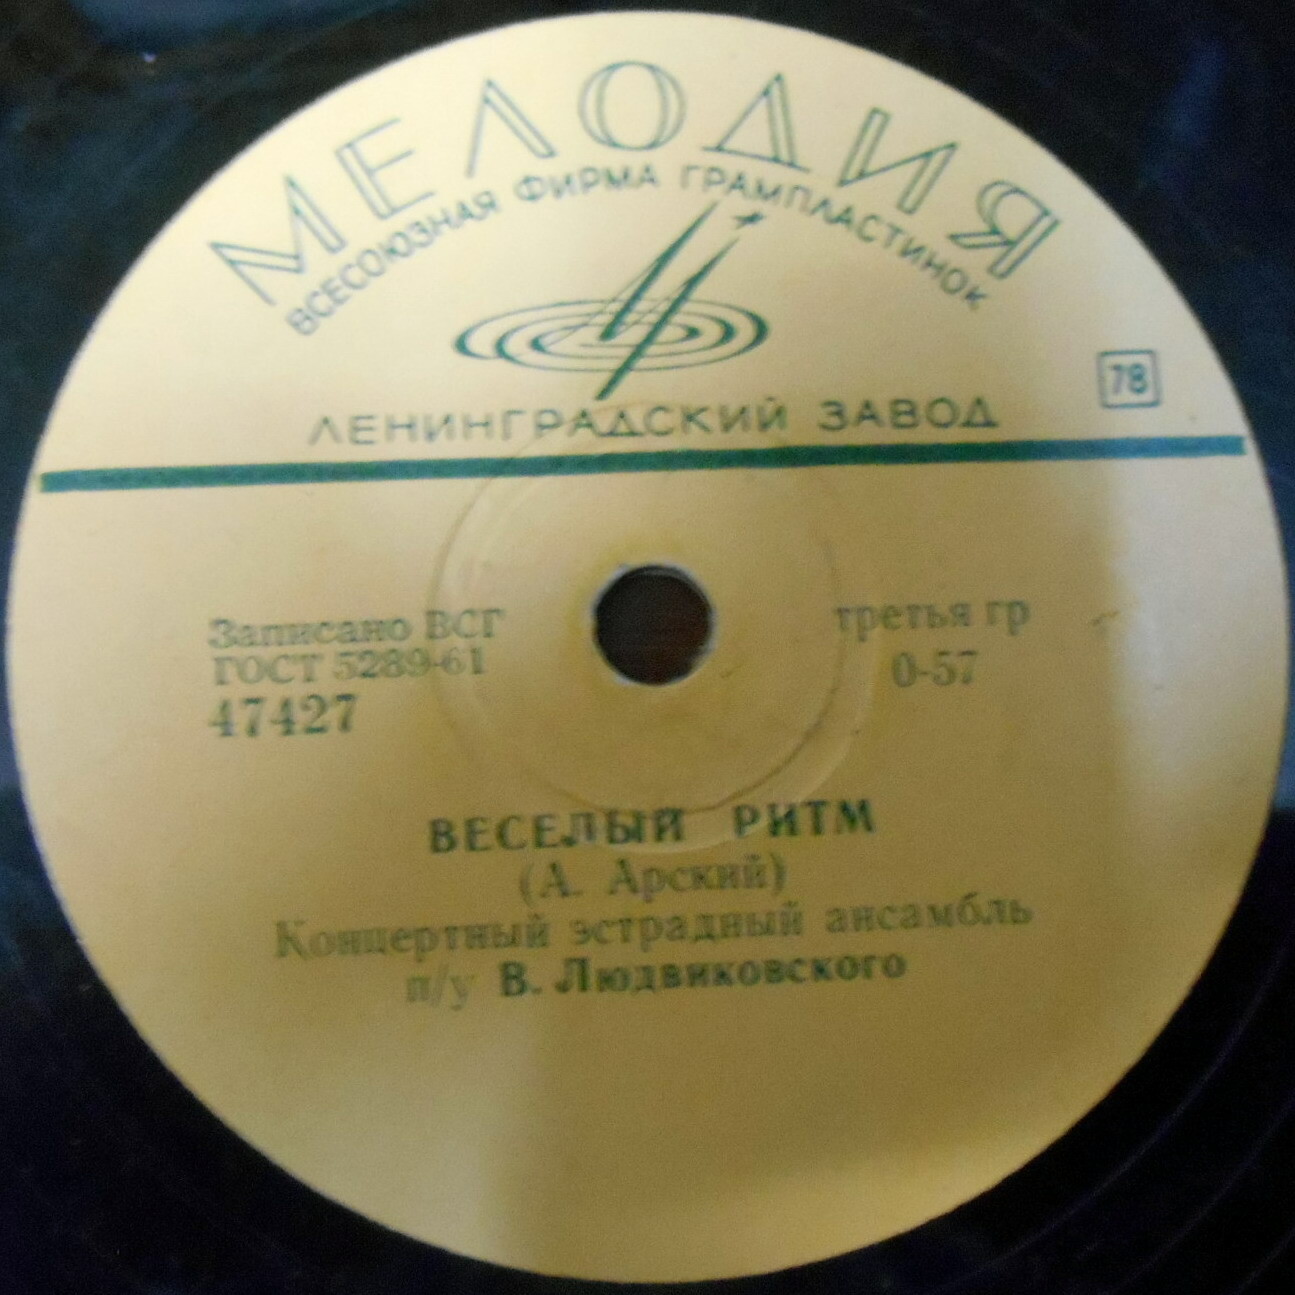 МЕЛОДИЯ
ВСЕСОЮЗНАЯ ФИРМА ГРАМПЛАСТИНОК
78
ЛЕНИНГРАДСКИЙ ЗАВОД
Записано ВСГ
ГОСТ 5289-61
47427
третья гр
0-57
ВЕСЕЛЫЙ РИТМ
(А. Арский)
Концертный эстрадный ансамбль
п/у В. Людвиковского